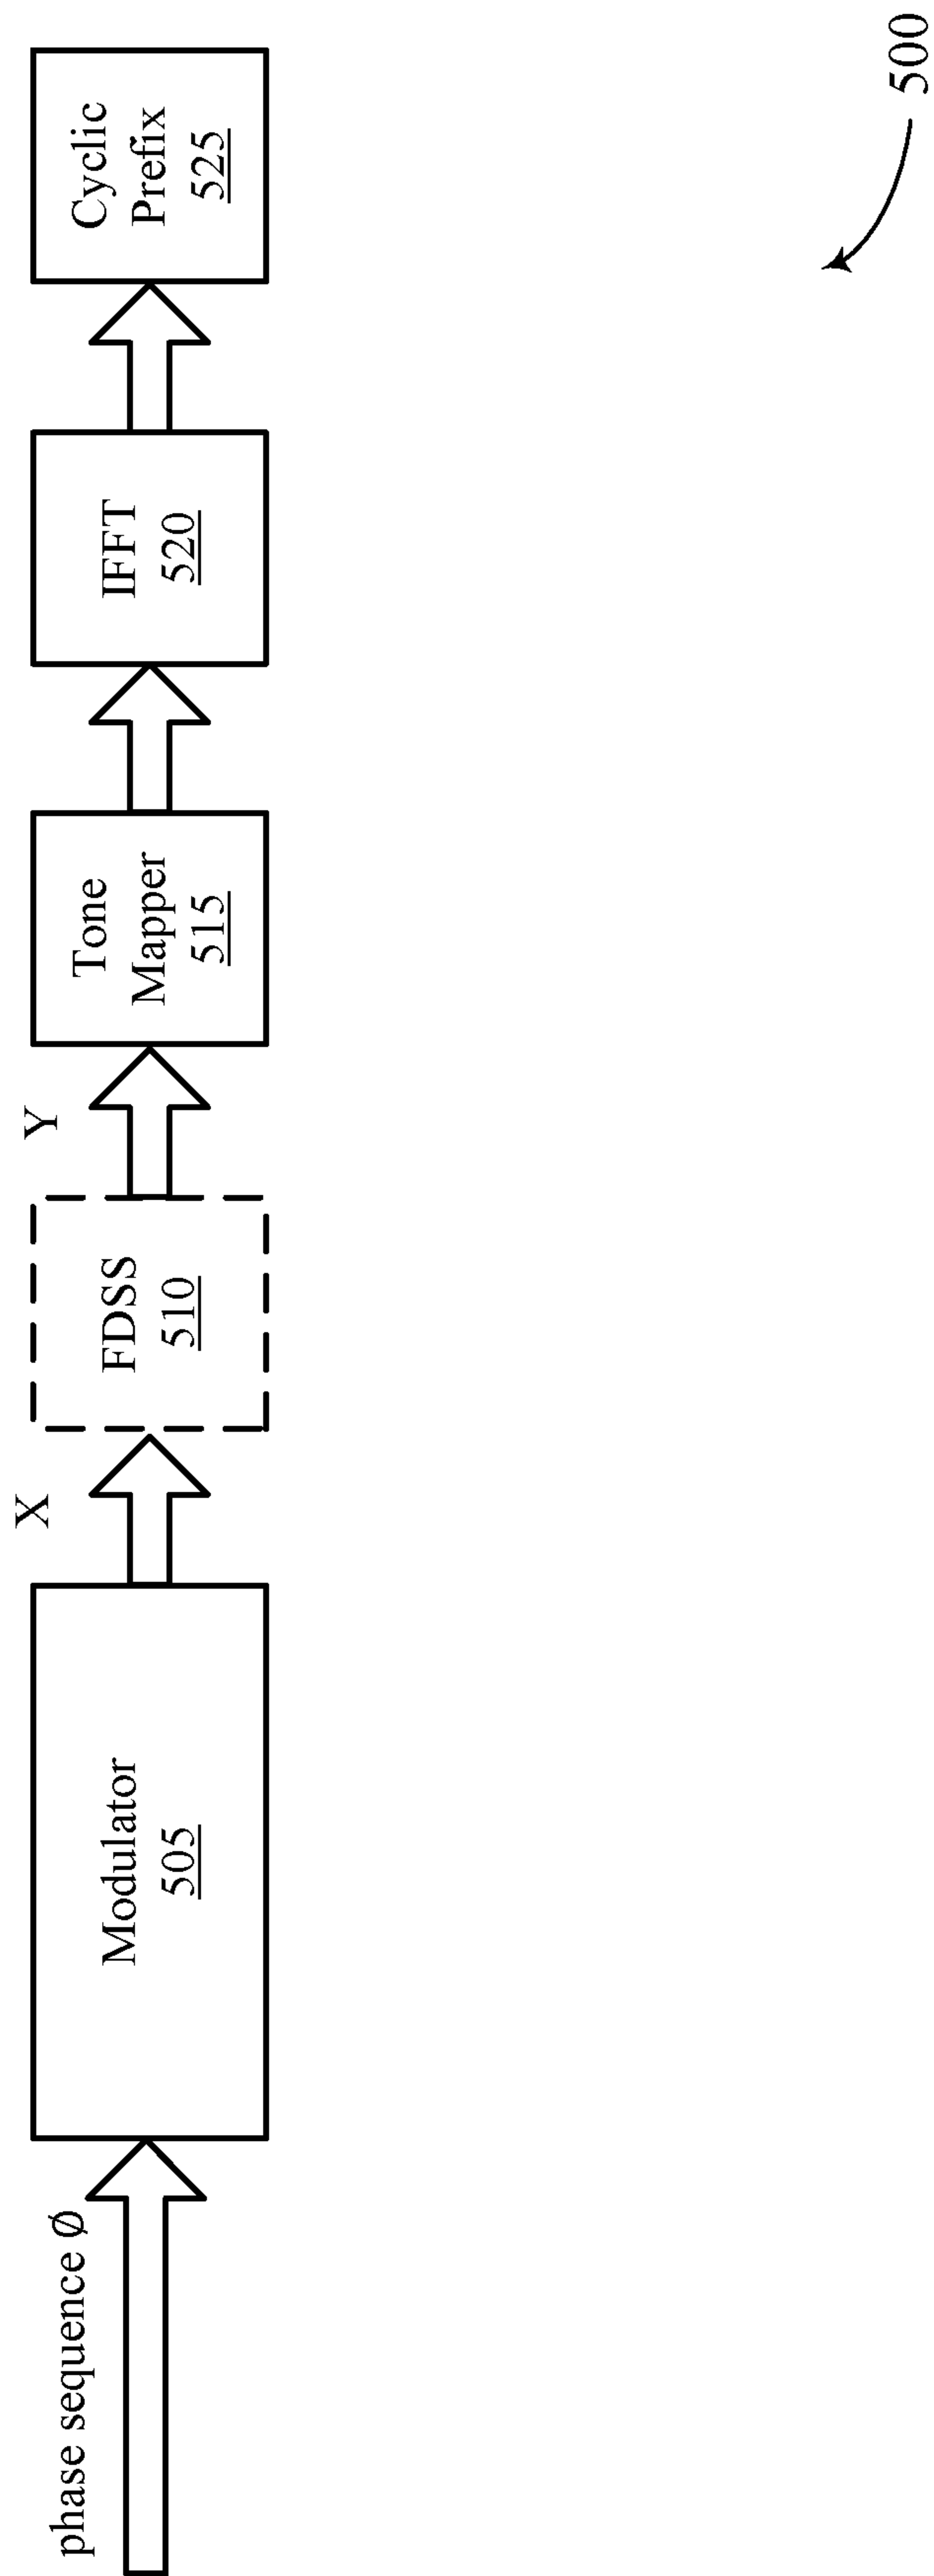 phase sequence Ø
Modulator
505
X
FDSS
510
Y
Tone
Mapper
515
IFFT
520
Cyclic
Prefix
525
500